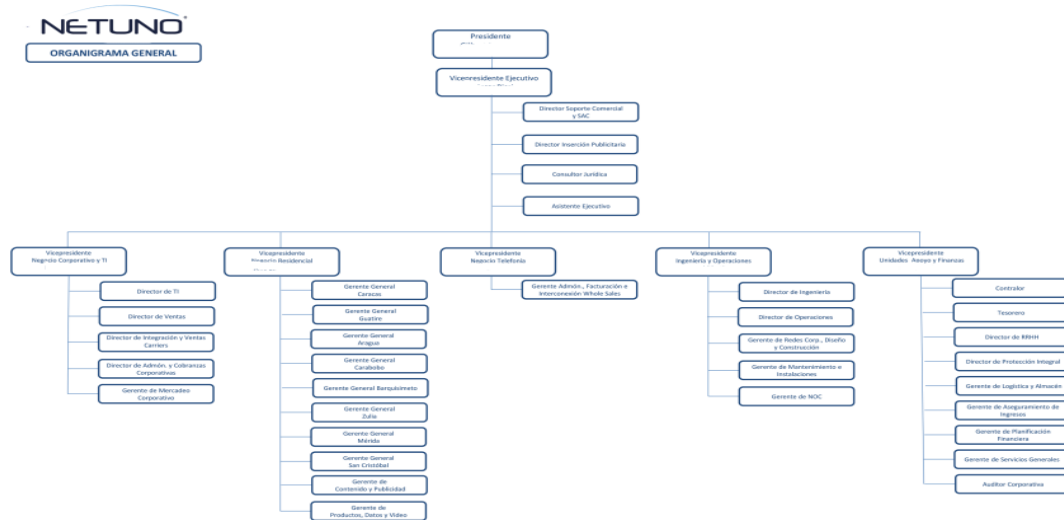 NETUNO
ORGANIGRAMA GENERAL
Presidente
Vicepresidente Ejecutivo
Director Soporte Comercial
y SAC
Director Inserción Publicitaria
Consultor Jurídica
Asistente Ejecutivo
Vicepresidente
Negocio Corporativo y TI
Director de TI
Director de Ventas
Director de Integración y Ventas
Carriers
Director de Admón. y Cobranzas
Corporativas
Gerente de Mercadeo
Corporativo
Vicepresidente
Negocio Residencial
Gerente General
Caracas
Gerente General
Guatire
Gerente General
Aragua
Gerente General
Carabobo
Gerente General Barquisimeto
Gerente General
Zulia
Gerente General
Mérida
Gerente General
San Cristóbal
Gerente de
Contenido y Publicidad
Gerente de
Productos, Datos y Video
Vicepresidente
Negocio Telefonía
Gerente Admón., Facturación e
Interconexión Whole Sales
Vicepresidente
Ingeniería y Operaciones
Director de Ingeniería
Director de Operaciones
Gerente de Redes Corp., Diseño
y Construcción
Gerente de Mantenimiento e
Instalaciones
Gerente de NOC
Vicepresidente
Unidades Apoyo y Finanzas
Contralor
Tesorero
Director de RRHH
Director de Protección Integral
Gerente de Logística y Almacén
Gerente de Aseguramiento de
Ingresos
Gerente de Planificación
Financiera
Gerente de Servicios Generales
Auditor Corporativa